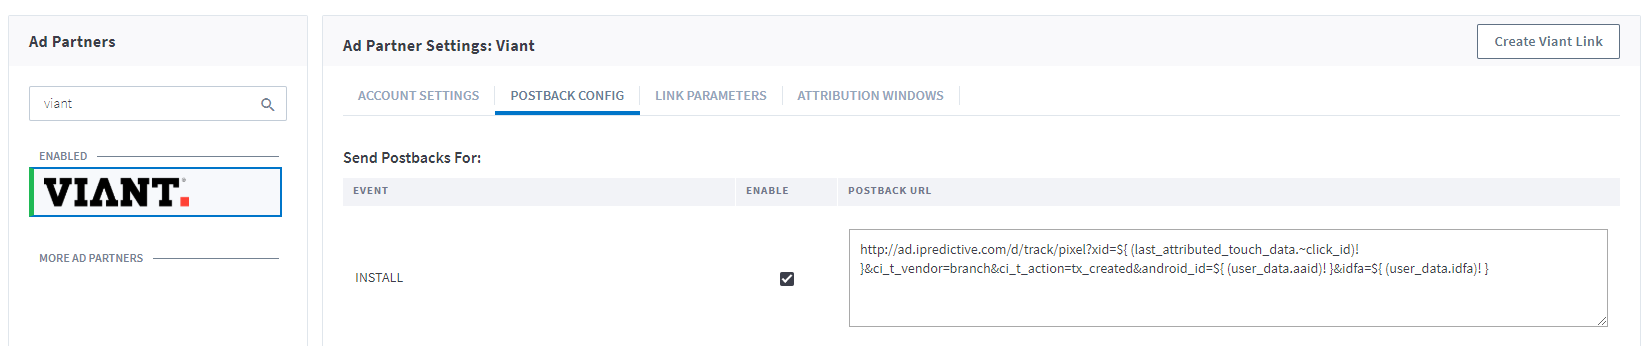 Ad Partners
viant
ENABLED
VIANT.
MORE AD PARTNERS
Ad Partner Settings: Viant
Create Viant Link
ACCOUNT SETTINGS
POSTBACK CONFIG
LINK PARAMETERS
ATTRIBUTION WINDOWS
Send Postbacks For:
EVENT
ENABLE
POSTBACK URL
INSTALL
http://ad.ipredictive.com/d/track/pixel?xid=${ (last_attributed_touch_data.~click_id)!
}&ci_t_vendor=branch&ci_t_action=tx_created&android_id=${ (user_data.aaid)! }&idfa=${ (user_data.idfa)! }